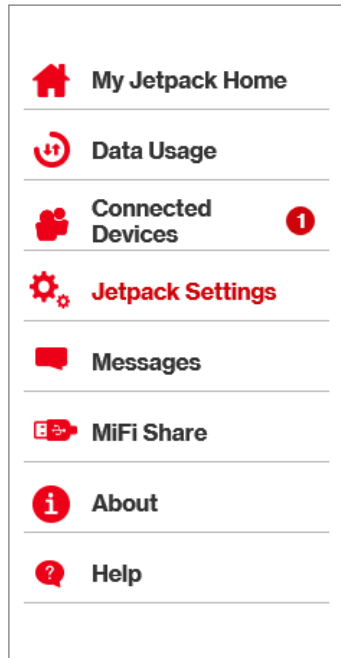 My Jetpack Home
Data Usage
Connected
Devices
1
Jetpack Settings
Messages
MiFi Share
i
About
?
Help